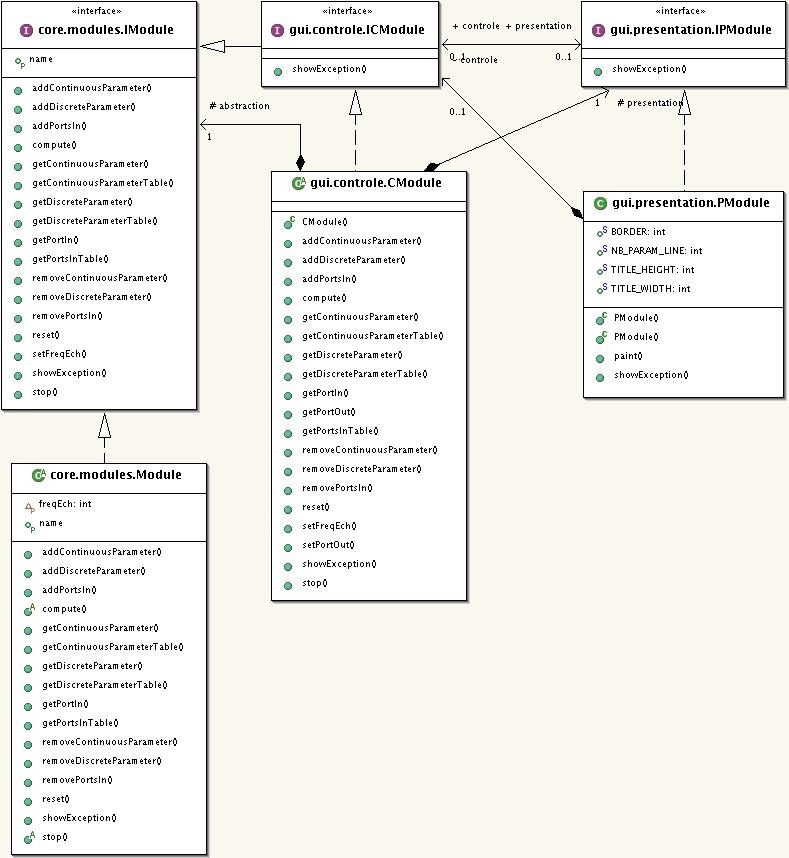 «interface»
core.modules.IModule
name
addContinuousParameter()
addDiscreteParameter()
addPortsIn()
compute()
getContinuousParameter()
getContinuousParameterTable()
getDiscreteParameter()
getDiscreteParameterTable()
getPortIn()
getPortsInTable()
removeContinuousParameter()
removeDiscreteParameter()
removePortsIn()
reset()
setFreqEch()
showException()
stop()
«interface»
gui.controle.ICModule
showException()
+ controle + presentation
0..1
0..1
- controle
0..1
«interface»
gui.presentation.IPModule
showException()
# abstraction
1
1
# presentation
gui.controle.CModule
CModule()
addContinuousParameter()
addDiscreteParameter()
addPortsIn()
compute()
getContinuousParameter()
getContinuousParameterTable()
getDiscreteParameter()
getDiscreteParameterTable()
getPortIn()
getPortOut()
getPortsInTable()
removeContinuousParameter()
removeDiscreteParameter()
removePortsIn()
reset()
setFreqEch()
setPortOut()
showException()
stop()
gui.presentation.PModule
BORDER: int
NB_PARAM_LINE: int
TITLE_HEIGHT: int
TITLE_WIDTH: int
PModule()
PModule()
paint()
showException()
core.modules.Module
freqEch: int
name
addContinuousParameter()
addDiscreteParameter()
addPortsIn()
compute()
getContinuousParameter()
getContinuousParameterTable()
getDiscreteParameter()
getDiscreteParameterTable()
getPortIn()
getPortsInTable()
removeContinuousParameter()
removeDiscreteParameter()
removePortsIn()
reset()
showException()
stop()